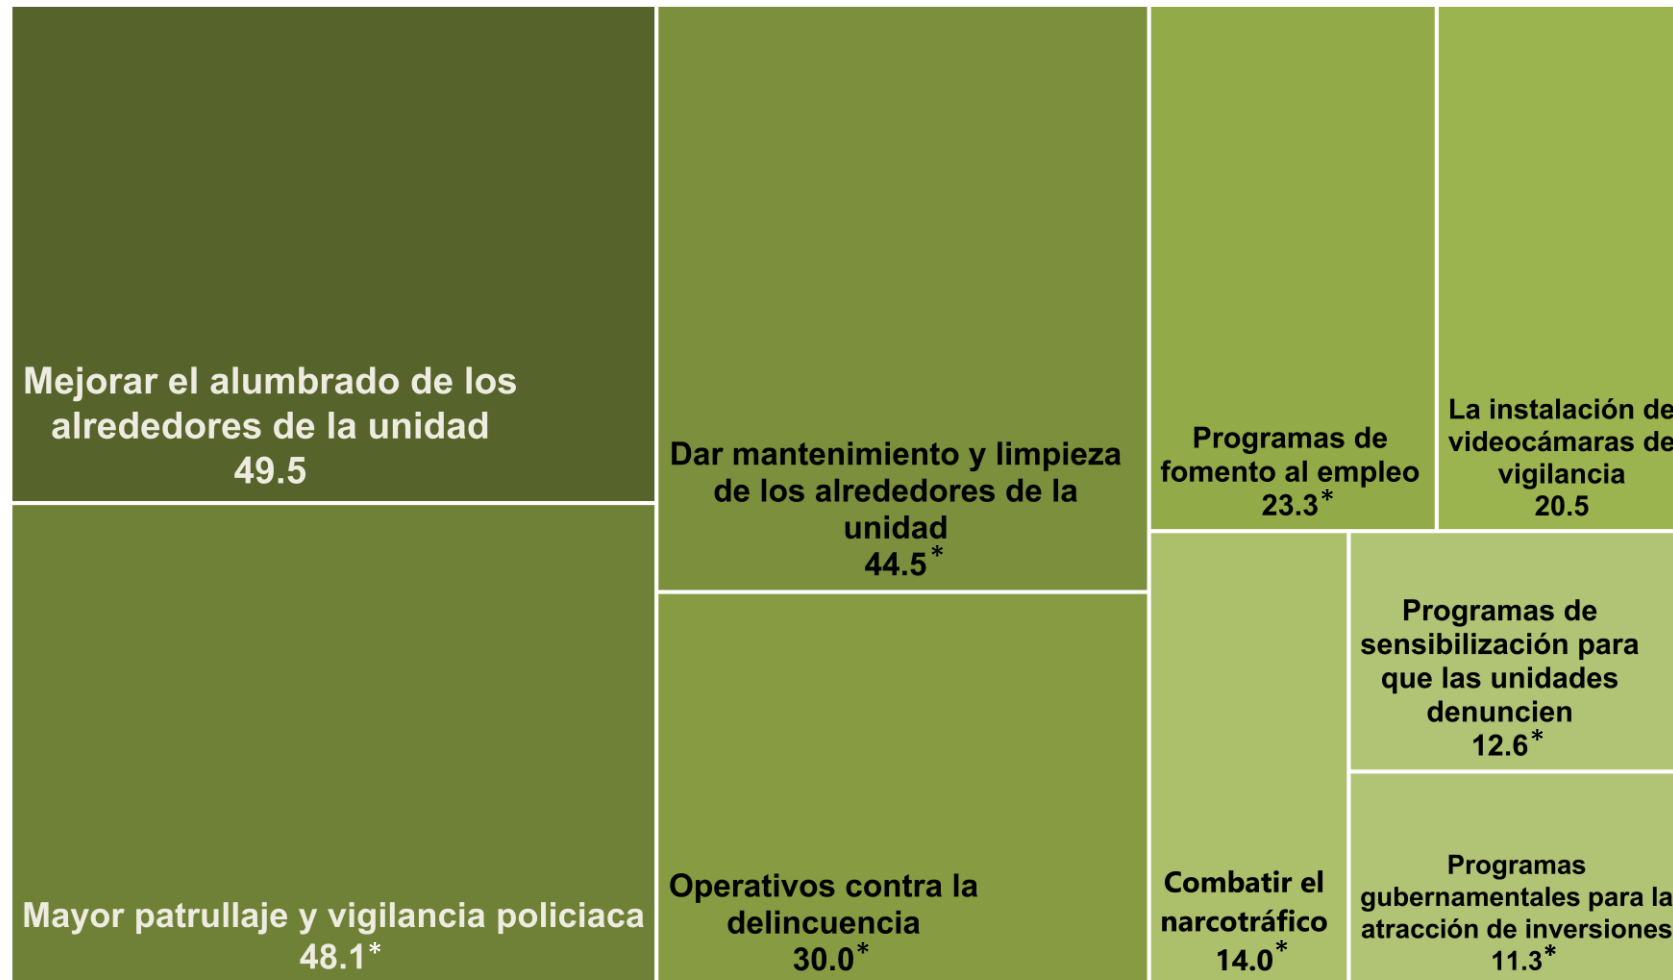 Mejorar el alumbrado de los
alrededores de la unidad
49.5
Mayor patrullaje y vigilancia policiaca
48.1*
Dar mantenimiento y limpieza
de los alrededores de la
unidad
44.5*
Operativos contra la
delincuencia
30.0*
Programas de
fomento al empleo
23.3*
La instalación de
videocámaras de
vigilancia
20.5
Combatir el
narcotráfico
14.0*
Programas de
sensibilización para
que las unidades
denuncien
12.6*
Programas
gubernamentales para la
atracción de inversiones
11.3*